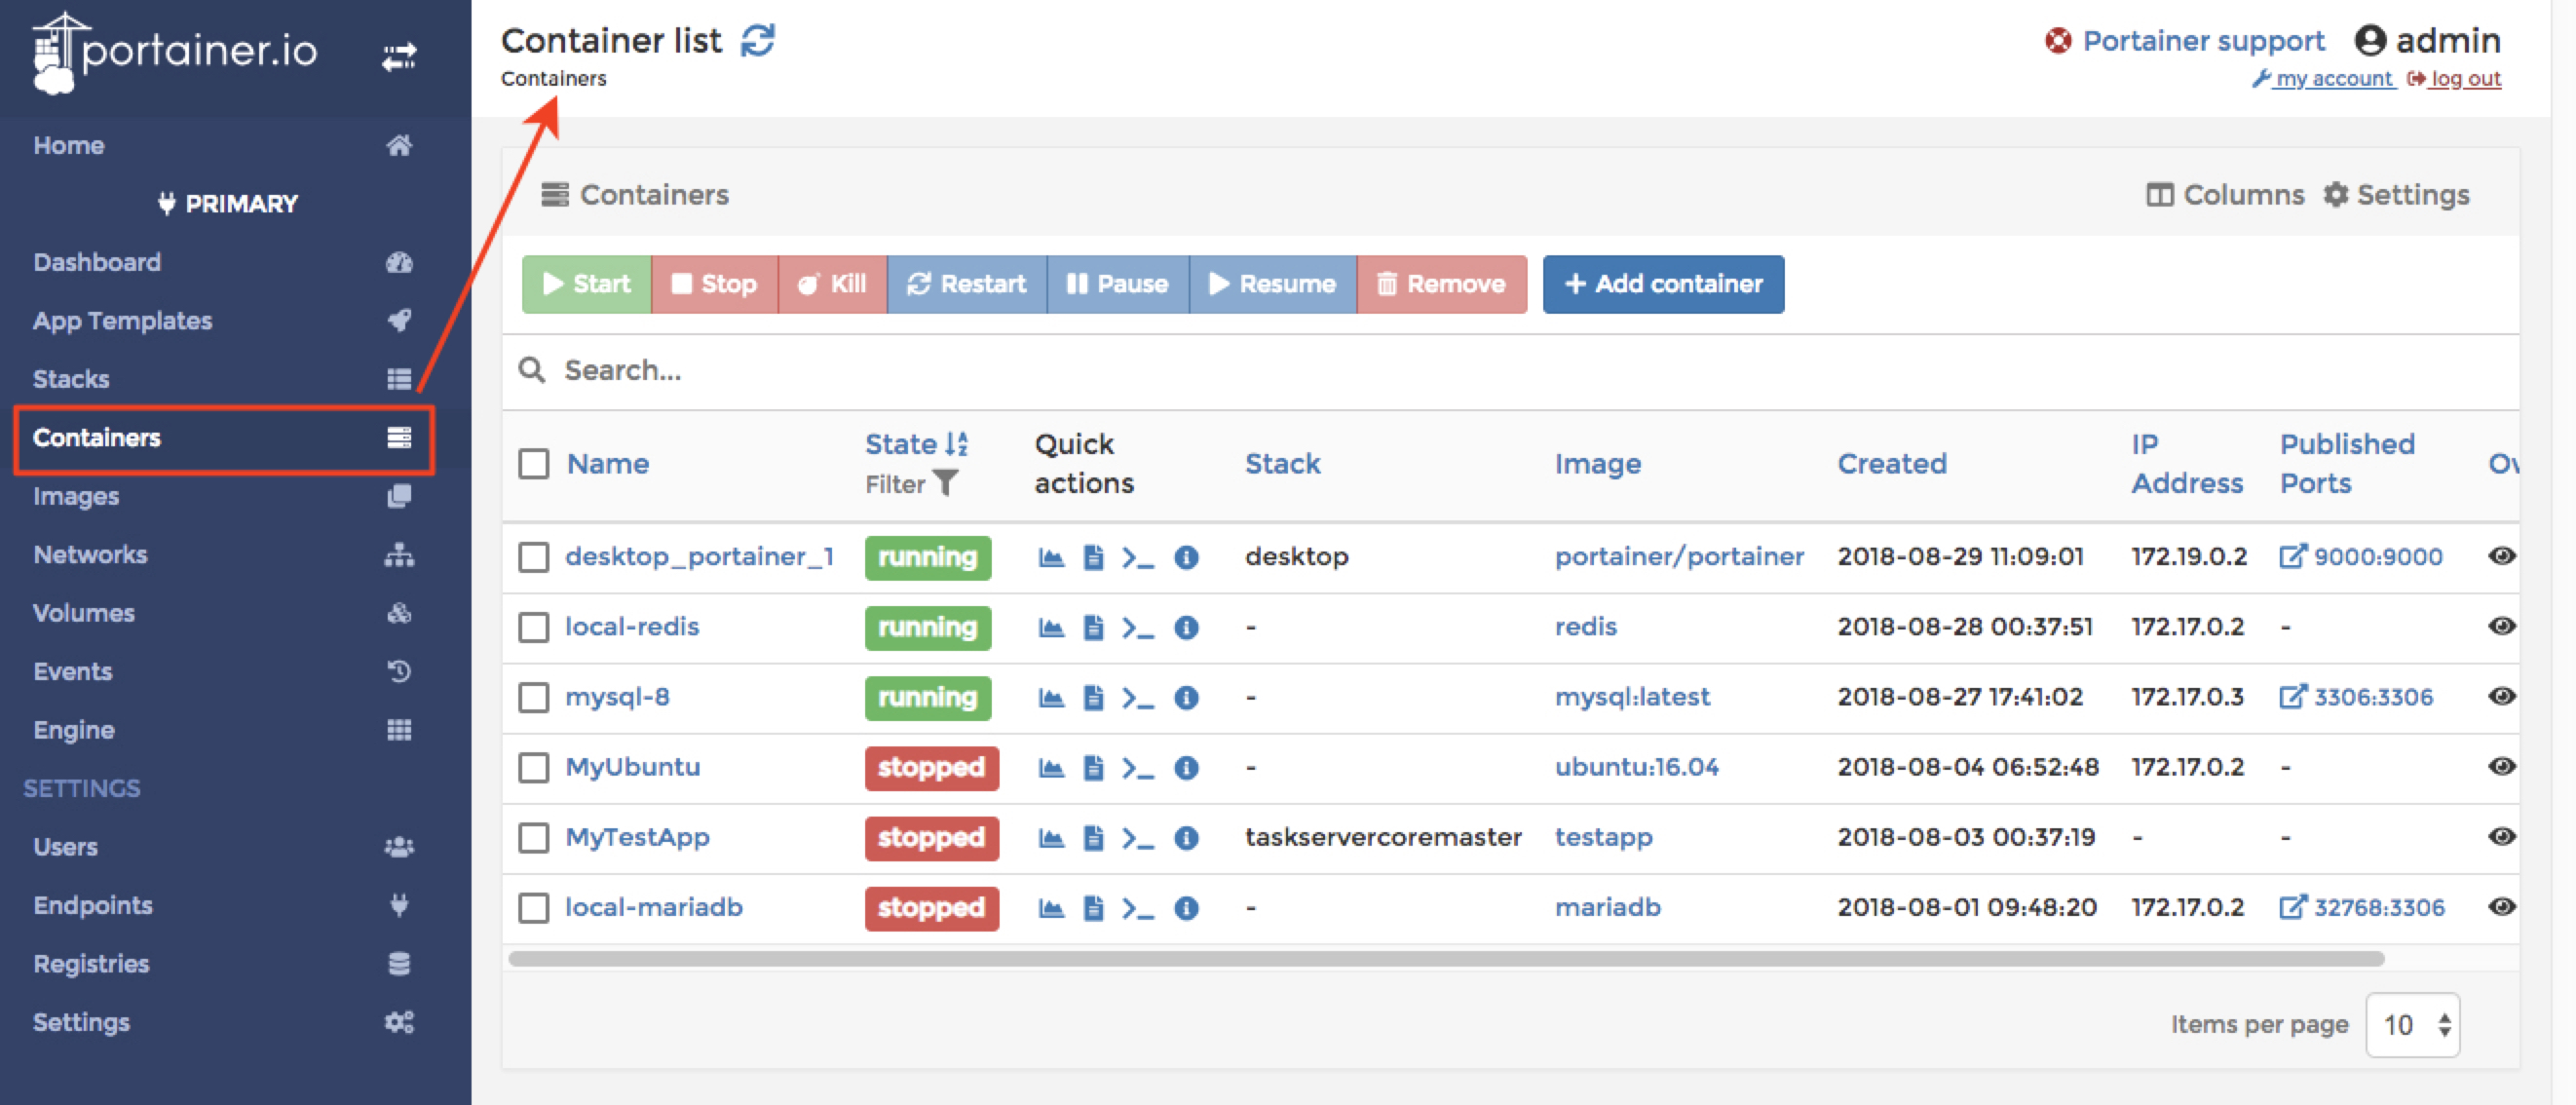 portainer.io
Home
PRIMARY
Dashboard
App Templates
Stacks
Containers
Images
Networks
Volumes
Events
Engine
SETTINGS
Users
Endpoints
Registries
Settings
Container list
Containers
Portainer support admin
my account log out
Containers
Columns Settings
Start Stop Kill Restart Pause Resume Remove + Add container
Search...
Name State Filter Quick actions Stack Image Created IP Address Published Ports Ow
desktop_portainer_1 running desktop portainer/portainer 2018-08-29 11:09:01 172.19.0.2 9000:9000
local-redis running - redis 2018-08-28 00:37:51 172.17.0.2 -
mysql-8 running - mysql:latest 2018-08-27 17:41:02 172.17.0.3 3306:3306
MyUbuntu stopped - ubuntu:16.04 2018-08-04 06:52:48 172.17.0.2 -
MyTestApp stopped taskservercoremaster testapp 2018-08-03 00:37:19 - -
local-mariadb stopped - mariadb 2018-08-01 09:48:20 172.17.0.2 32768:3306
Items per page 10